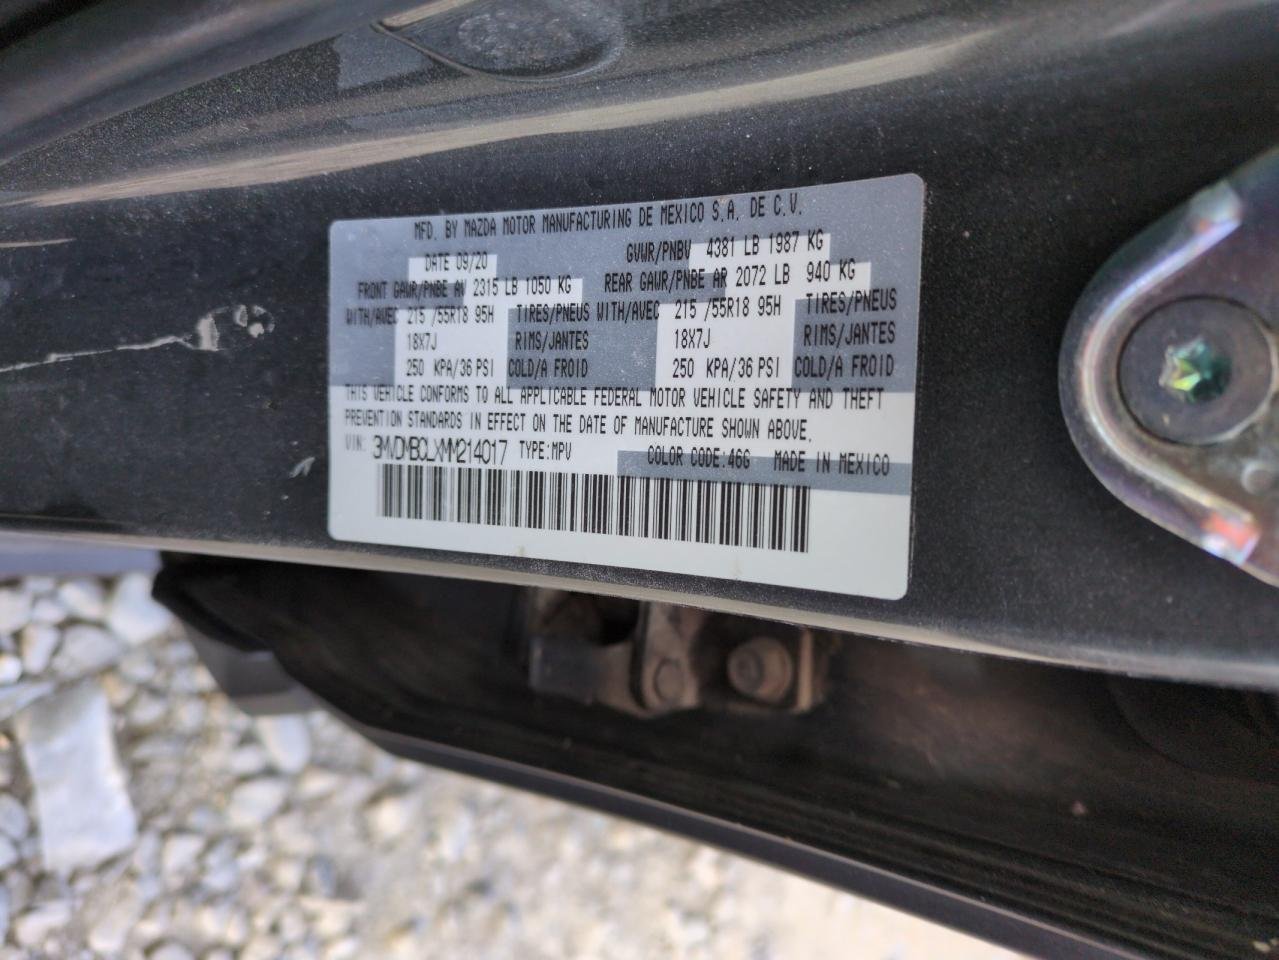 MFD. BY MAZDA MOTOR MANUFACTURING DE MEXICO S.A. DE C.V.
DATE 09/20 GVWR/PNBV 4381 LB 1987 KG
FRONT GAWR/PNBE AV 2315 LB 1050 KG REAR GAWR/PNBE AR 2072 LB 940 KG
WITH/AVEC 215 /55R18 95H TIRES/PNEUS WITH/AVEC 215 /55R18 95H TIRES/PNEUS
18X7J RIMS/JANTES 18X7J RIMS/JANTES
250 KPA/36 PSI COLD/A FROID 250 KPA/36 PSI COLD/A FROID
THIS VEHICLE CONFORMS TO ALL APPLICABLE FEDERAL MOTOR VEHICLE SAFETY AND THEFT
PREVENTION STANDARDS IN EFFECT ON THE DATE OF MANUFACTURE SHOWN ABOVE.
VIN: 3MVDMBCLXMM214017 TYPE:MPV COLOR CODE:46G MADE IN MEXICO